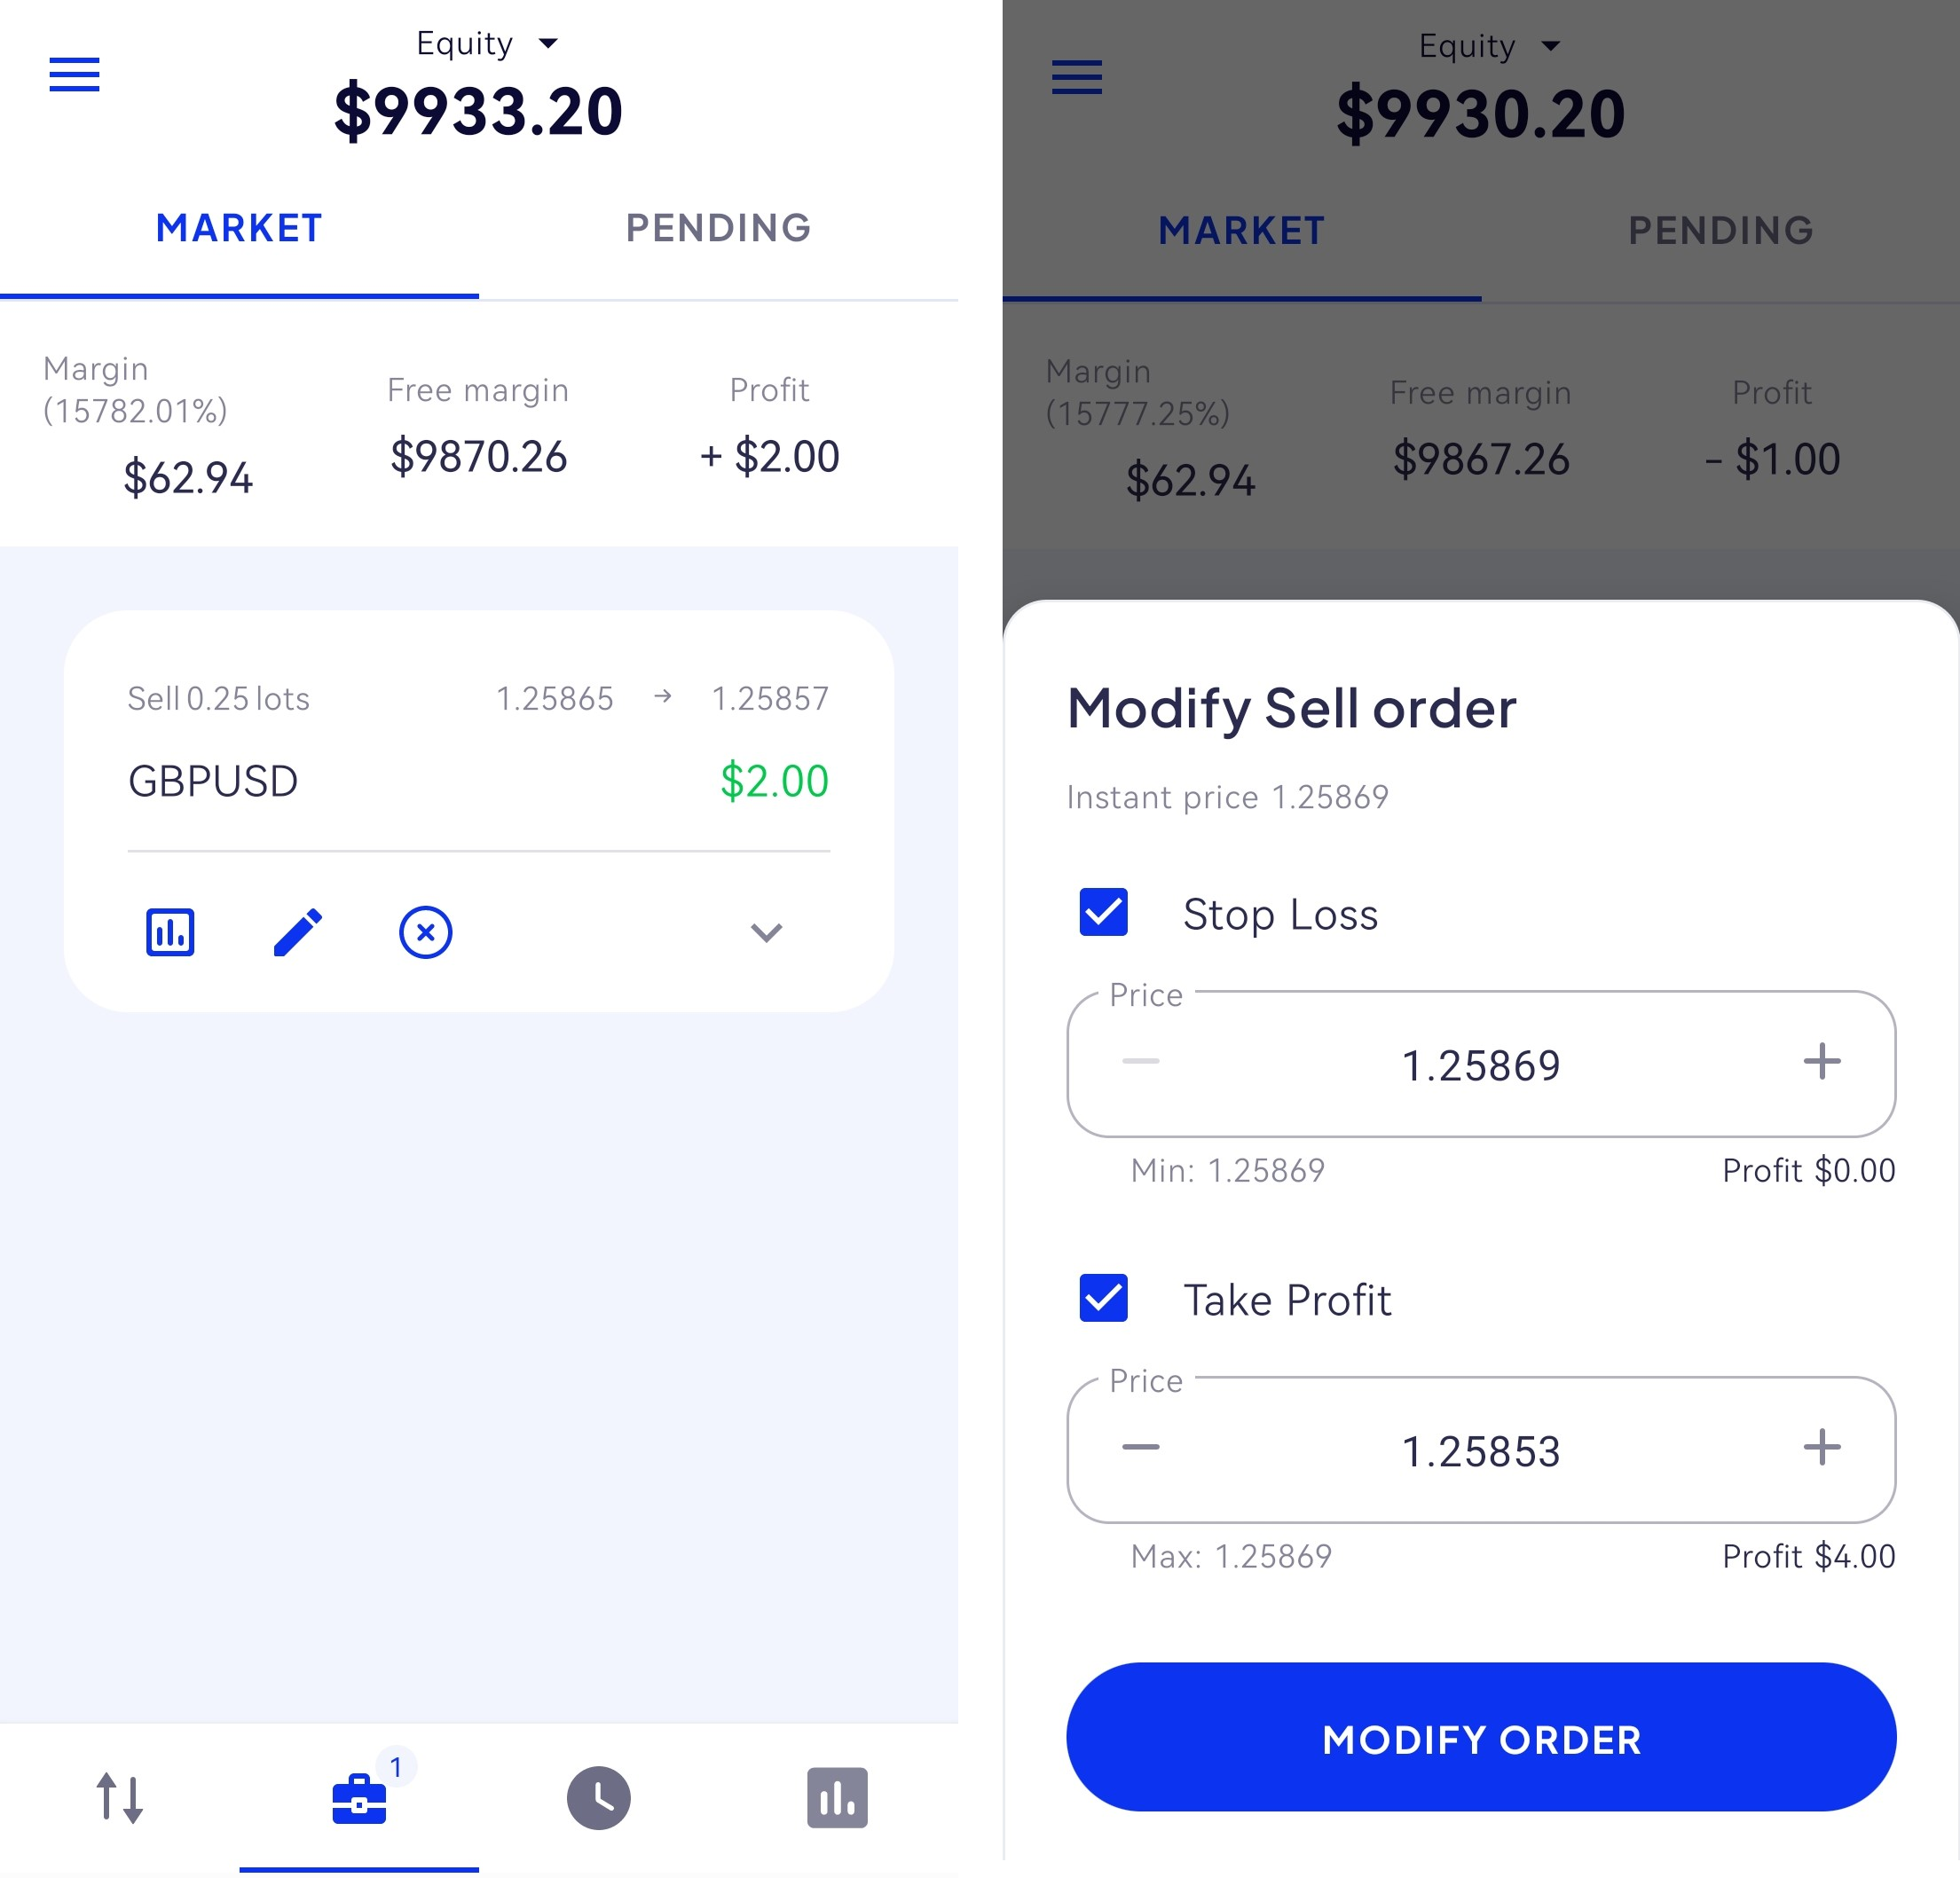 Equity
$9933.20
MARKET PENDING
Margin
(15782.01%)
$62.94
Free margin
$9870.26
Profit
+ $2.00
Sell 0.25 lots 1.25865 → 1.25857
GBPUSD $2.00
1
Equity
$9930.20
MARKET PENDING
Margin
(15777.25%)
$62.94
Free margin
$9867.26
Profit
- $1.00
Modify Sell order
Instant price 1.25869
Stop Loss
Price
1.25869
Min: 1.25869 Profit $0.00
Take Profit
Price
1.25853
Max: 1.25869 Profit $4.00
MODIFY ORDER